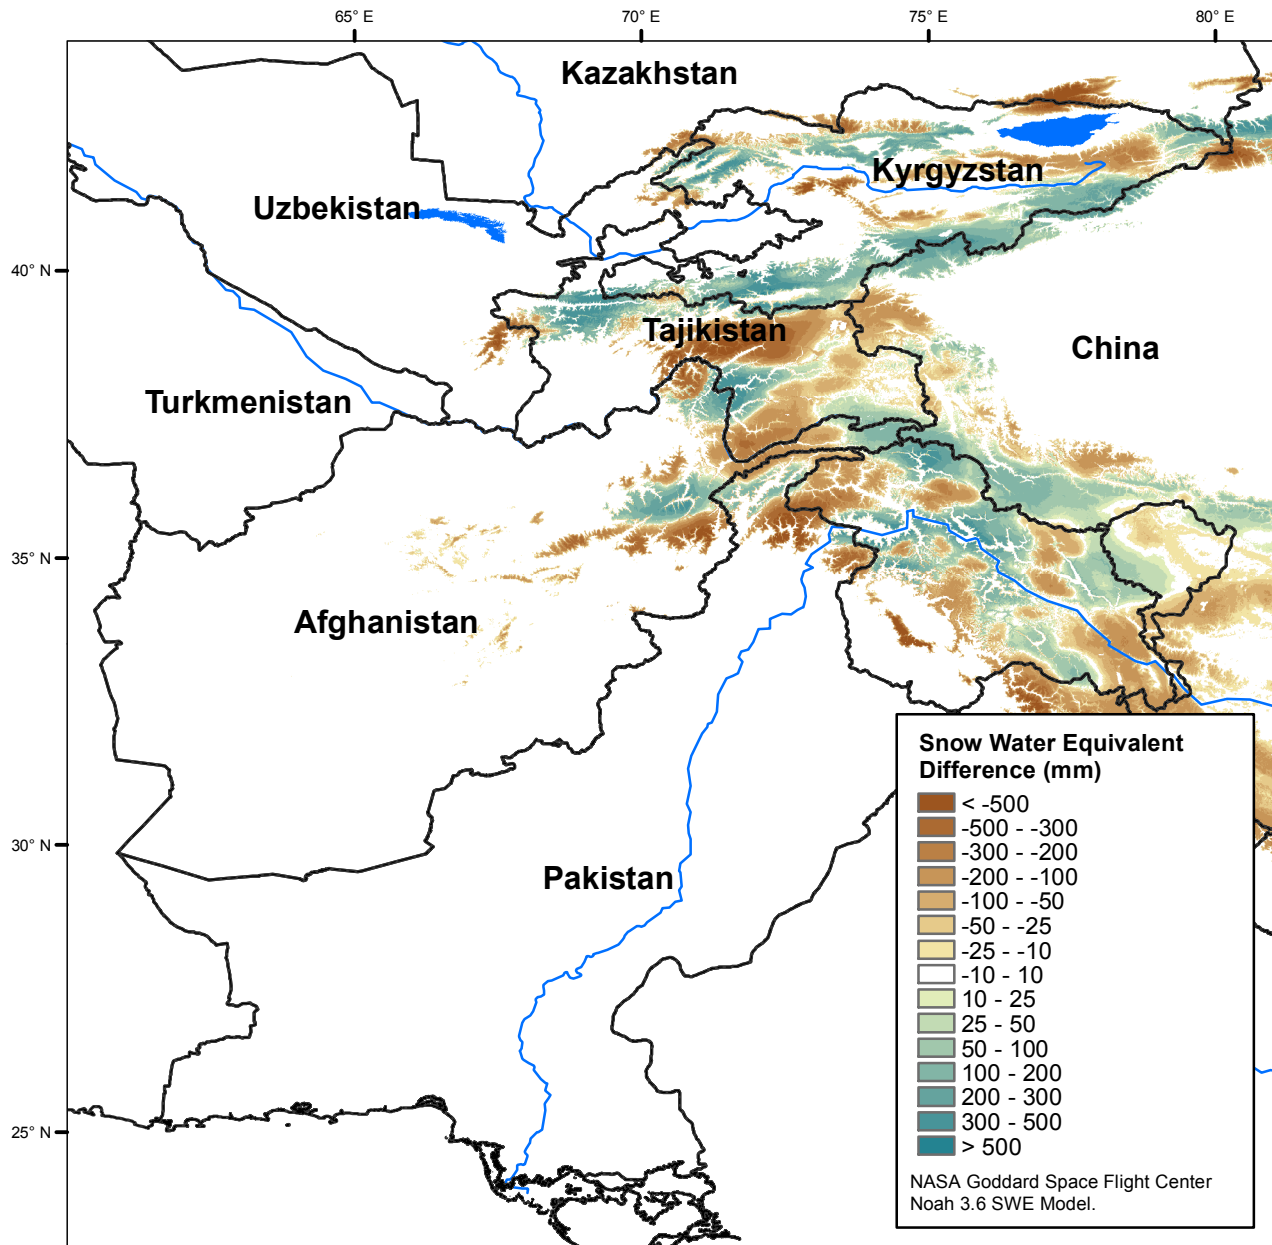 65° E
70° E
75° E
80° E
Kazakhstan
Kyrgyzstan
Uzbekistan
40° N
Tajikistan
China
Turkmenistan
35° N
Afghanistan
Snow Water Equivalent
Difference (mm)
< -500
-500 - -300
-300 - -200
-200 - -100
-100 - -50
-50 - -25
-25 - -10
-10 - 10
10 - 25
25 - 50
50 - 100
100 - 200
200 - 300
300 - 500
> 500
30° N
Pakistan
25° N
NASA Goddard Space Flight Center
Noah 3.6 SWE Model.